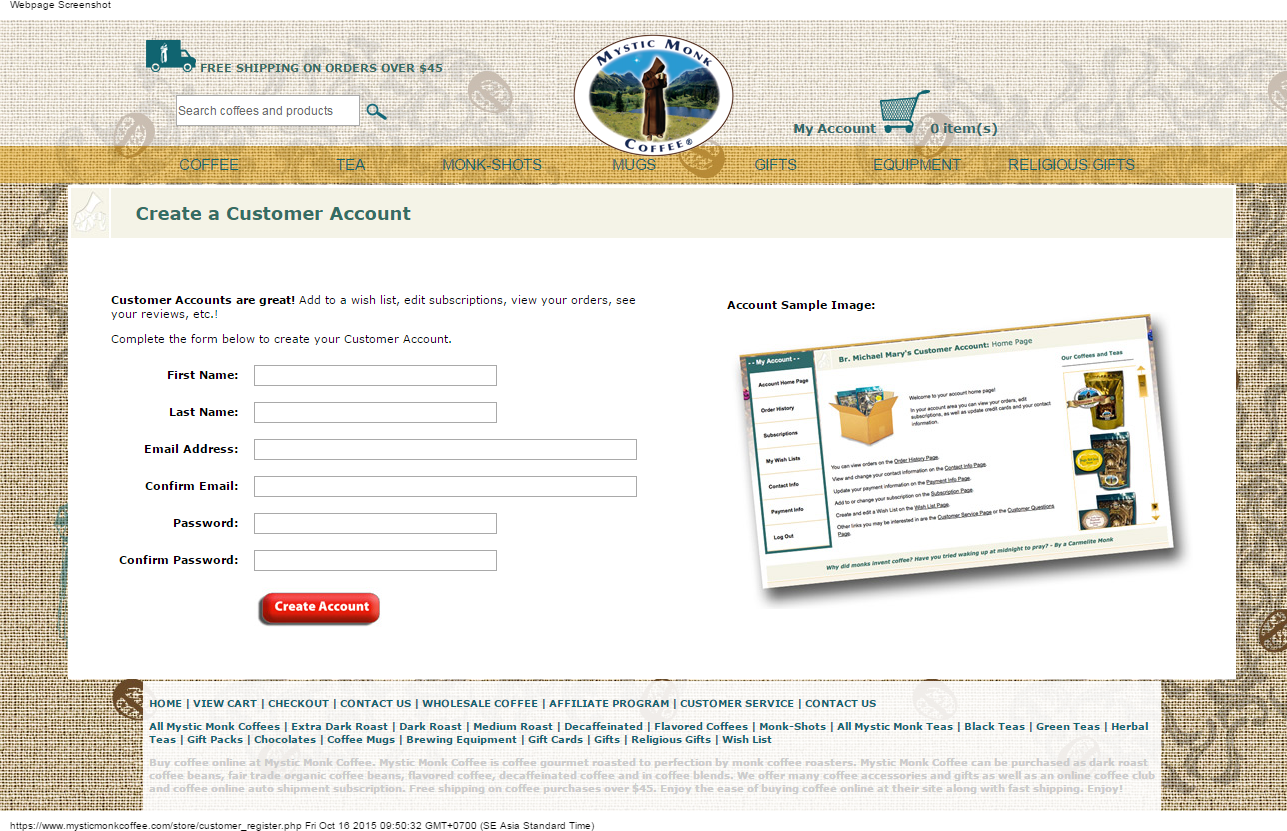 Webpage Screenshot
FREE SHIPPING ON ORDERS OVER $45
Search coffees and products
MYSTIC MONK
COFFEE®
My Account 0 item(s)
COFFEE TEA MONK-SHOTS MUGS GIFTS EQUIPMENT RELIGIOUS GIFTS
Create a Customer Account
Customer Accounts are great! Add to a wish list, edit subscriptions, view your orders, see
your reviews, etc.!
Complete the form below to create your Customer Account.
First Name:
Last Name:
Email Address:
Confirm Email:
Password:
Confirm Password:
Create Account
Account Sample Image:
- - My Account - -
Account Home Page
Order History
Subscriptions
My Wish Lists
Contact Info
Payment Info
Log Out
Br. Michael Mary's Customer Account: Home Page
Welcome to your account home page!
In your account area you can view your orders, edit
subscriptions, as well as update credit cards and your contact
information.
You can view orders on the Order History Page.
View and change your contact information on the Contact Info Page.
Update your payment information on the Payment Info Page.
Add to or change your subscription on the Subscription Page.
Create and edit a Wish List on the Wish List Page.
Other links you may be interested in are the Customer Service Page or the Customer Questions
Page.
Our Coffees and Teas
Why did monks invent coffee? Have you tried waking up at midnight to pray? - By a Carmelite Monk
HOME | VIEW CART | CHECKOUT | CONTACT US | WHOLESALE COFFEE | AFFILIATE PROGRAM | CUSTOMER SERVICE | CONTACT US
All Mystic Monk Coffees | Extra Dark Roast | Dark Roast | Medium Roast | Decaffeinated | Flavored Coffees | Monk-Shots | All Mystic Monk Teas | Black Teas | Green Teas | Herbal
Teas | Gift Packs | Chocolates | Coffee Mugs | Brewing Equipment | Gift Cards | Gifts | Religious Gifts | Wish List
Buy coffee online at Mystic Monk Coffee. Mystic Monk Coffee is coffee gourmet roasted to perfection by monk coffee roasters. Mystic Monk Coffee can be purchased as dark roast
coffee beans, fair trade organic coffee beans, flavored coffee, decaffeinated coffee and in coffee blends. We offer many coffee accessories and gifts as well as an online coffee club
and coffee online auto shipment subscription. Free shipping on coffee purchases over $45. Enjoy the ease of buying coffee online at their site along with fast shipping. Enjoy!
https://www.mysticmonkcoffee.com/store/customer_register.php Fri Oct 16 2015 09:50:32 GMT+0700 (SE Asia Standard Time)